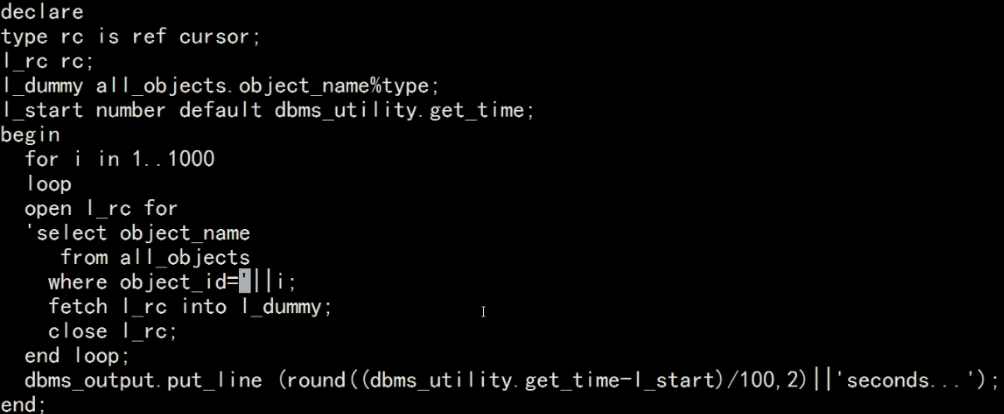 declare
type rc is ref cursor;
l_rc rc;
l_dummy all_objects.object_name%type;
l_start number default dbms_utility.get_time;
begin
  for i in 1..1000
  loop
  open l_rc for
  'select object_name
     from all_objects
    where object_id='||i;
    fetch l_rc into l_dummy;
    close l_rc;
  end loop;
  dbms_output.put_line (round((dbms_utility.get_time-l_start)/100,2)||'seconds...');
end;